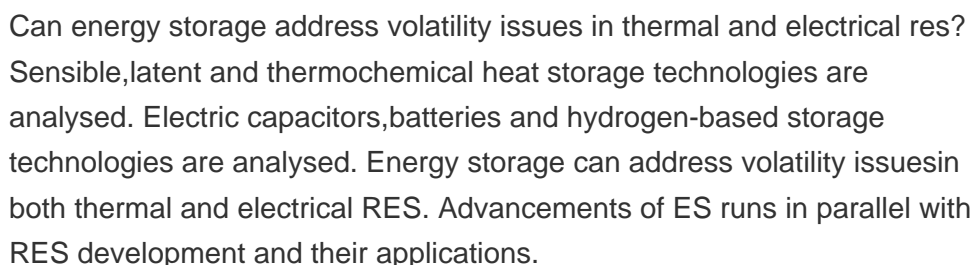 Can energy storage address volatility issues in thermal and electrical res?
Sensible,latent and thermochemical heat storage technologies are
analysed. Electric capacitors,batteries and hydrogen-based storage
technologies are analysed. Energy storage can address volatility issuesin
both thermal and electrical RES. Advancements of ES runs in parallel with
RES development and their applications.